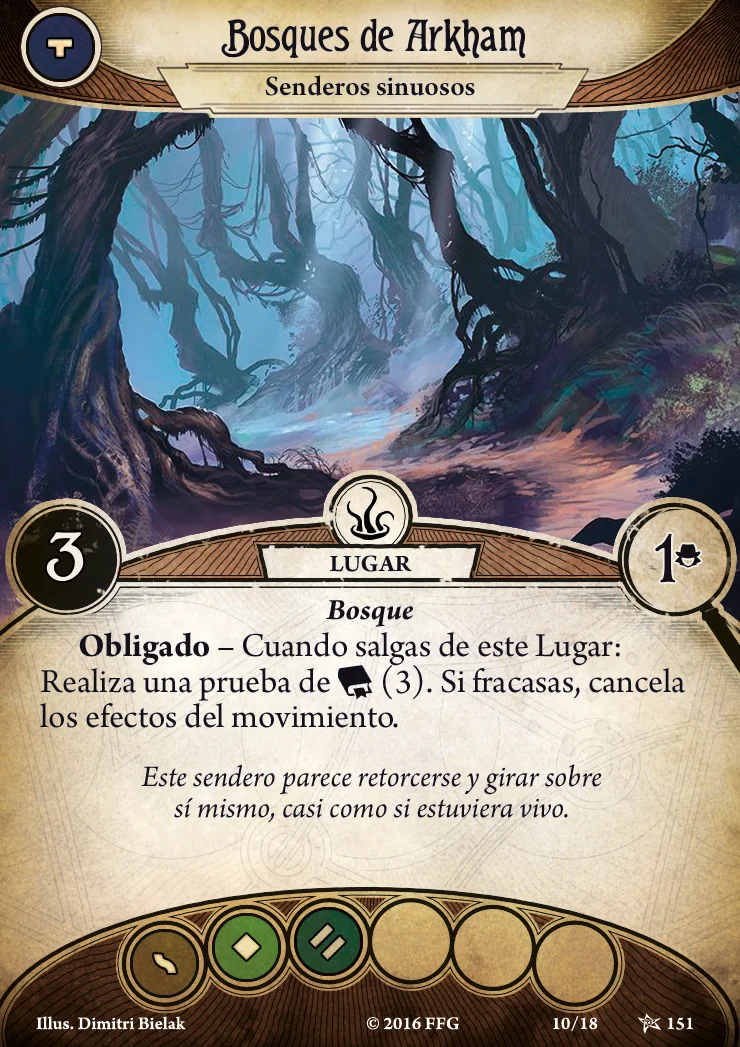 Bosques de Arkham
Senderos sinuosos
3
LUGAR
1
Bosque
Obligado – Cuando salgas de este Lugar:
Realiza una prueba de (3). Si fracasas, cancela
los efectos del movimiento.
Este sendero parece retorcerse y girar sobre
sí mismo, casi como si estuviera vivo.
Illus. Dimitri Bielak
© 2016 FFG
10/18
151